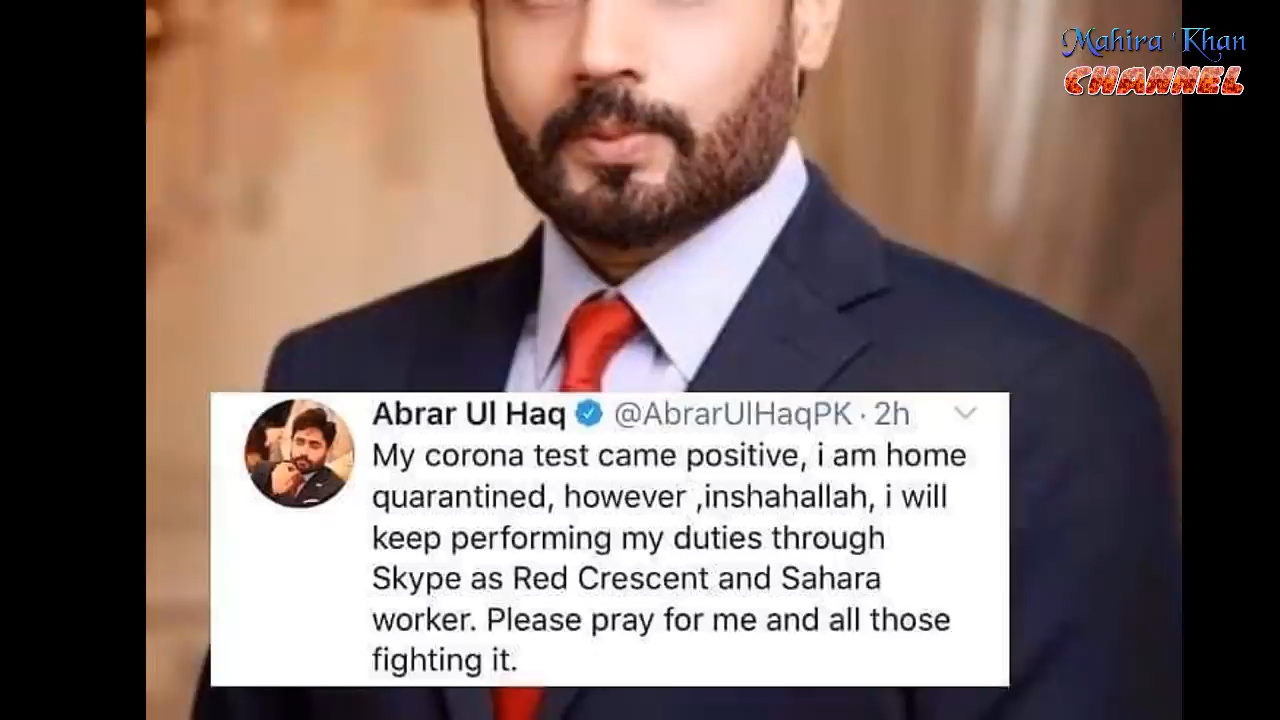 Mahira Khan
CHANNEL
Abrar Ul Haq @AbrarUlHaqPK · 2h
My corona test came positive, i am home
quarantined, however ,inshahallah, i will
keep performing my duties through
Skype as Red Crescent and Sahara
worker. Please pray for me and all those
fighting it.